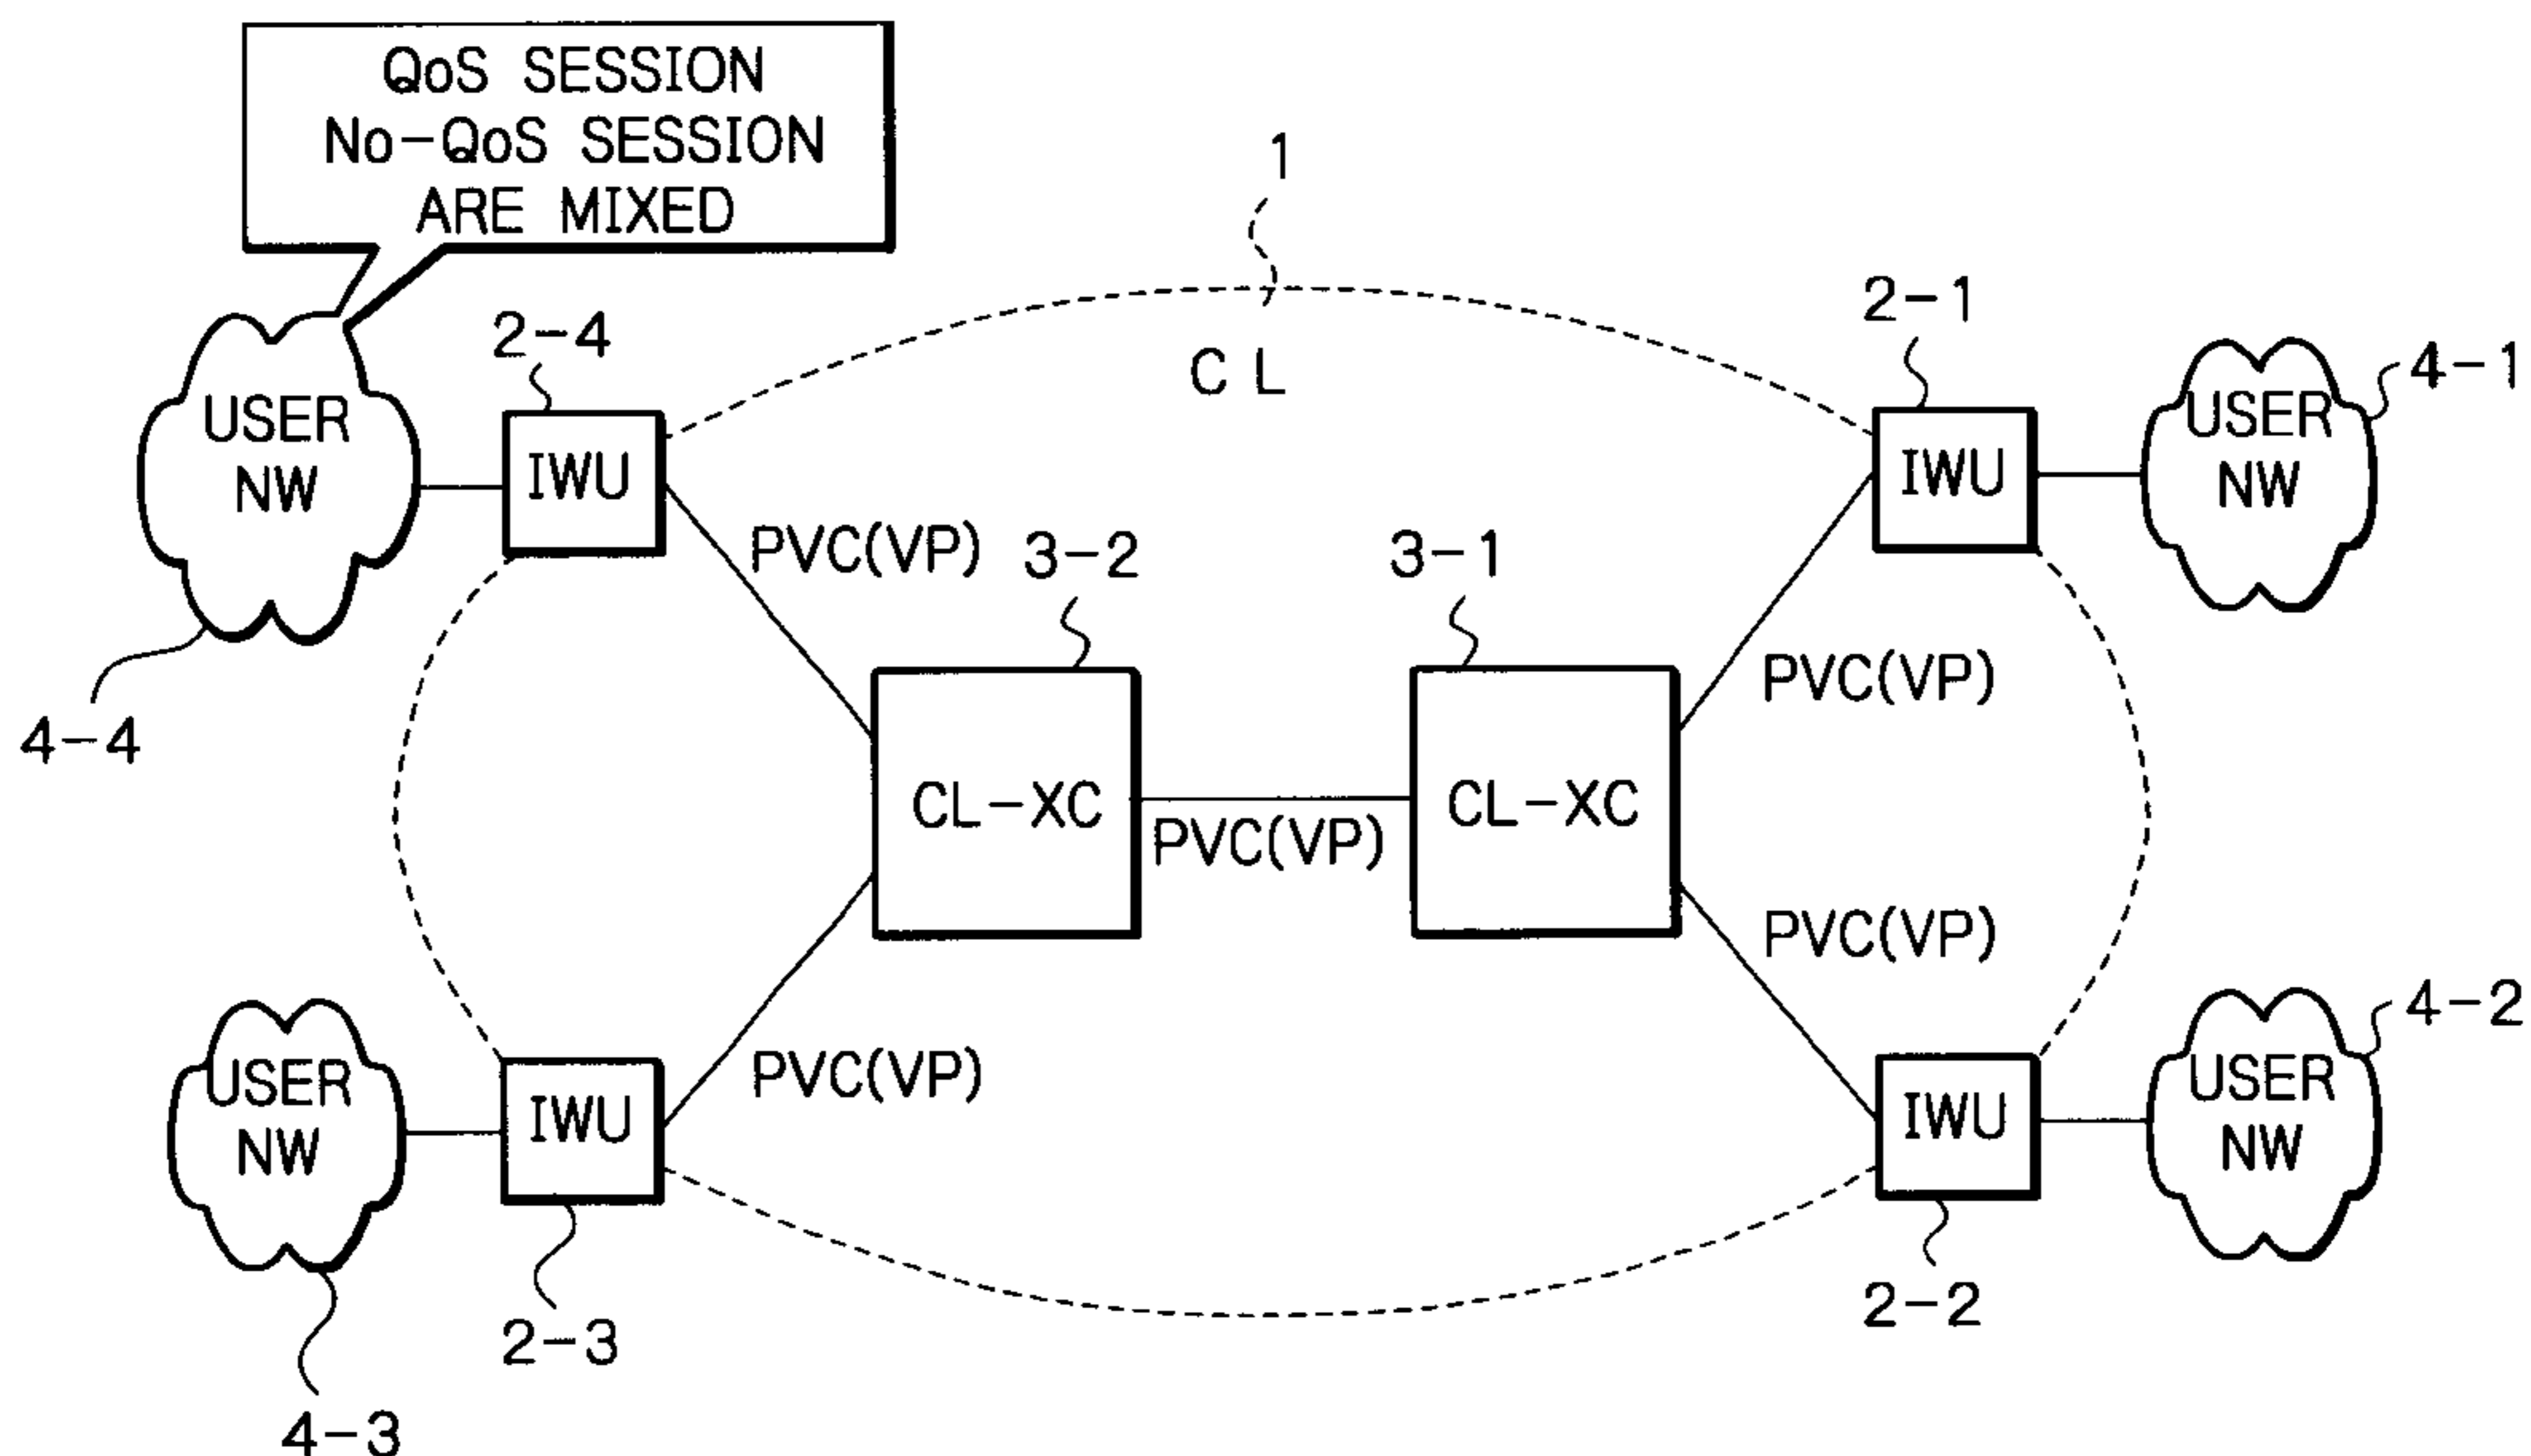 QoS SESSION
No-QoS SESSION
ARE MIXED
1
2-4
2-1
4-1
CL
USER
NW
IWU
IWU
USER
NW
PVC(VP)
3-2
3-1
PVC(VP)
4-4
CL-XC
PVC(VP)
CL-XC
PVC(VP)
4-2
USER
NW
IWU
PVC(VP)
IWU
USER
NW
2-3
2-2
4-3